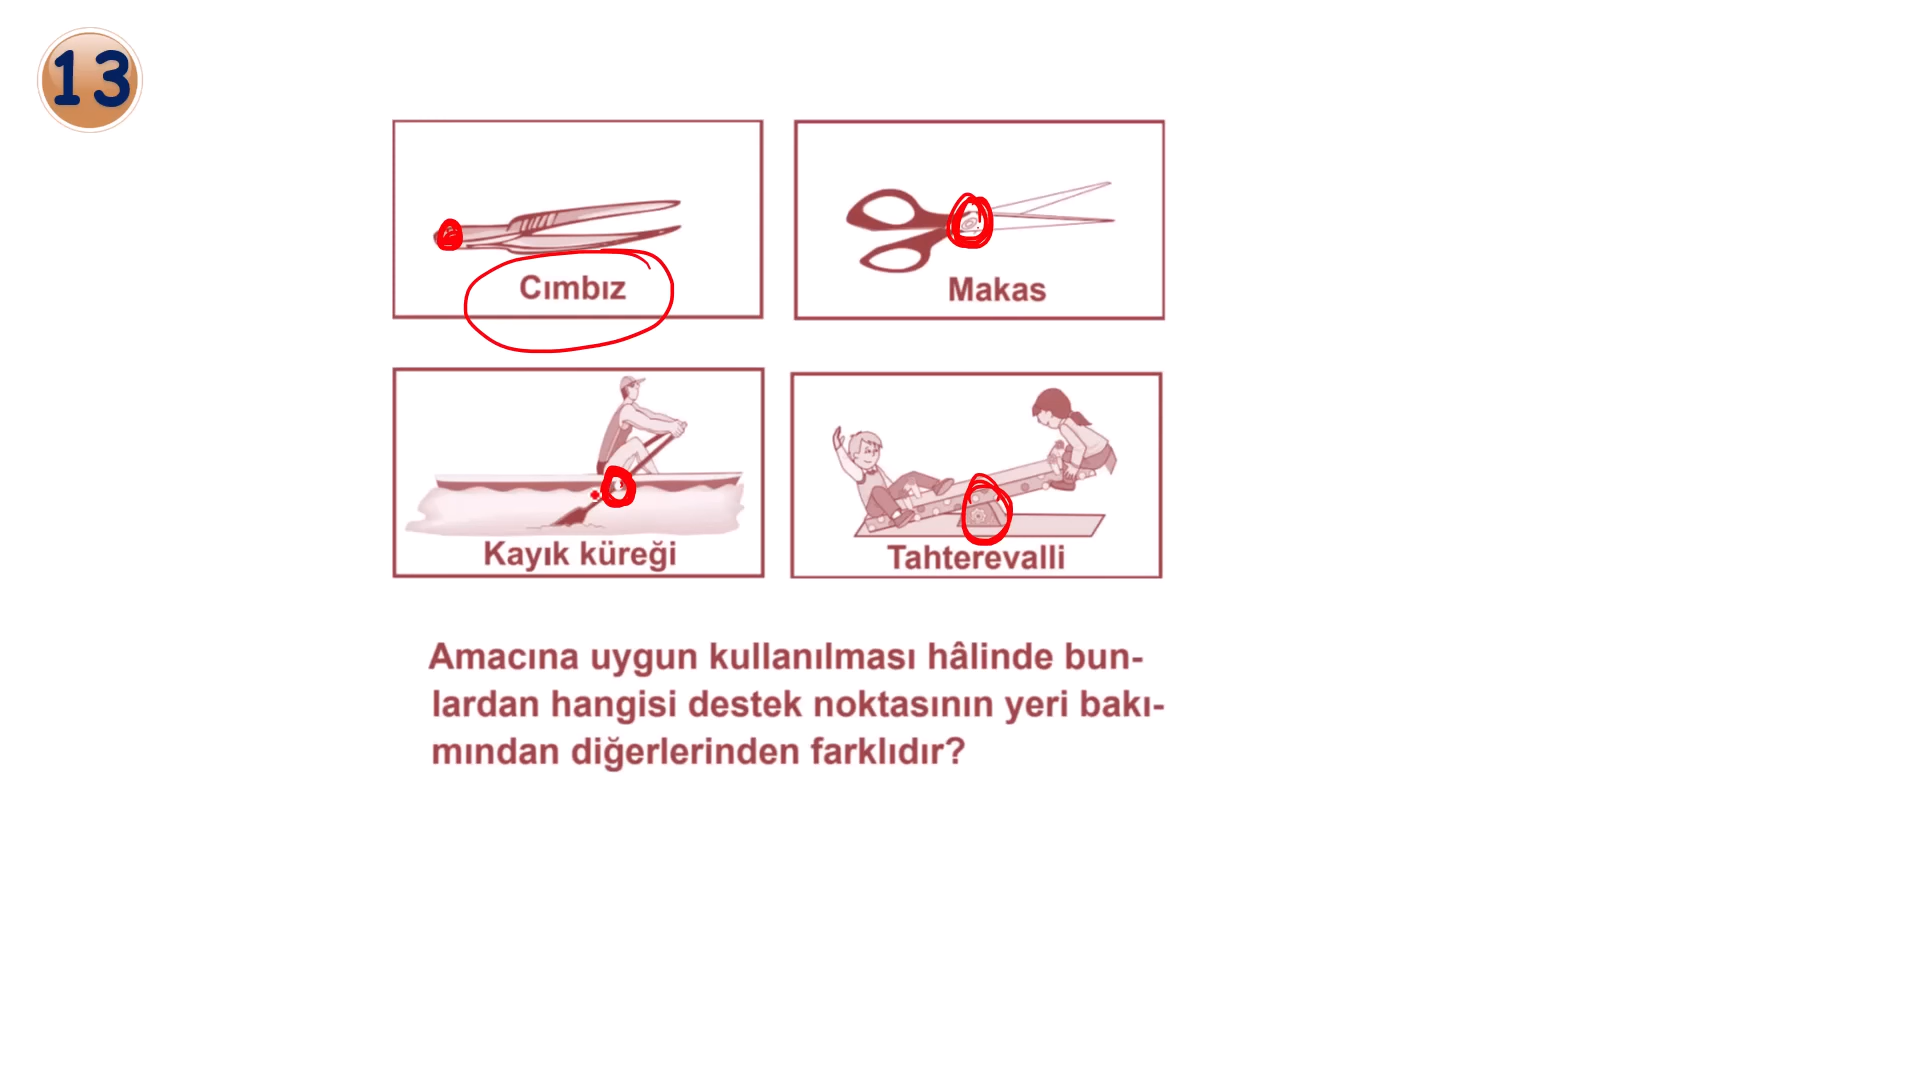 13
Cımbız
Makas
Kayık küreği
Tahterevalli
Amacına uygun kullanılması hâlinde bun-
lardan hangisi destek noktasının yeri bakı-
mından diğerlerinden farklıdır?